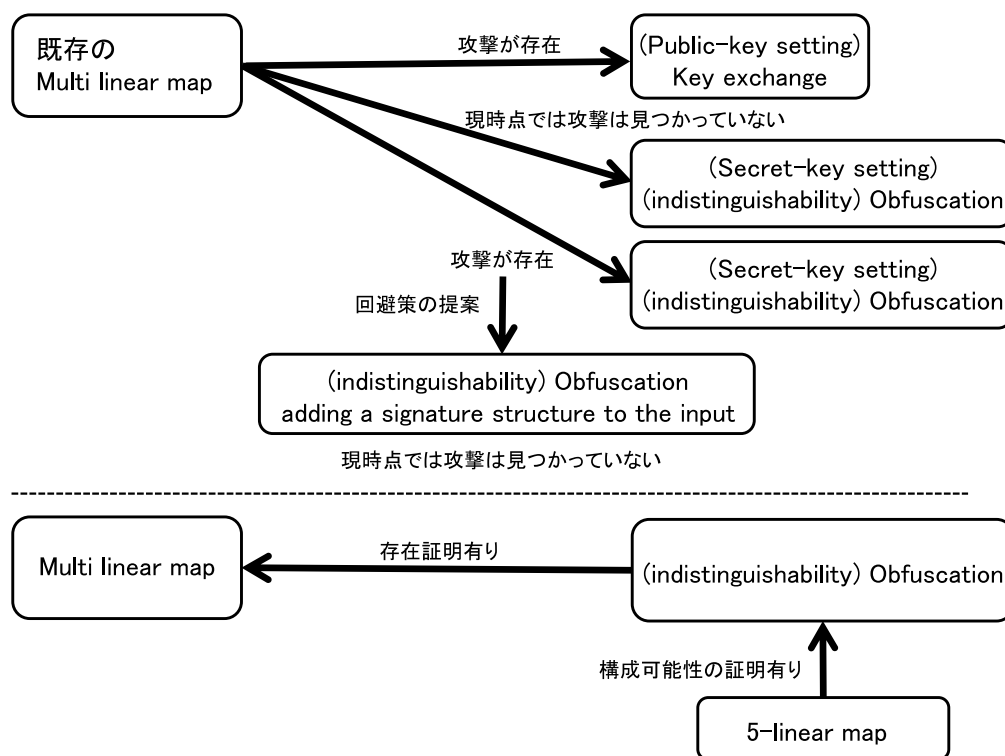 既存の
Multi linear map
攻撃が存在
(Public-key setting)
Key exchange
現時点では攻撃は見つかっていない
(Secret-key setting)
(indistinguishability) Obfuscation
攻撃が存在
(Secret-key setting)
(indistinguishability) Obfuscation
回避策の提案
(indistinguishability) Obfuscation
adding a signature structure to the input
現時点では攻撃は見つかっていない
Multi linear map
存在証明有り
(indistinguishability) Obfuscation
構成可能性の証明有り
5-linear map